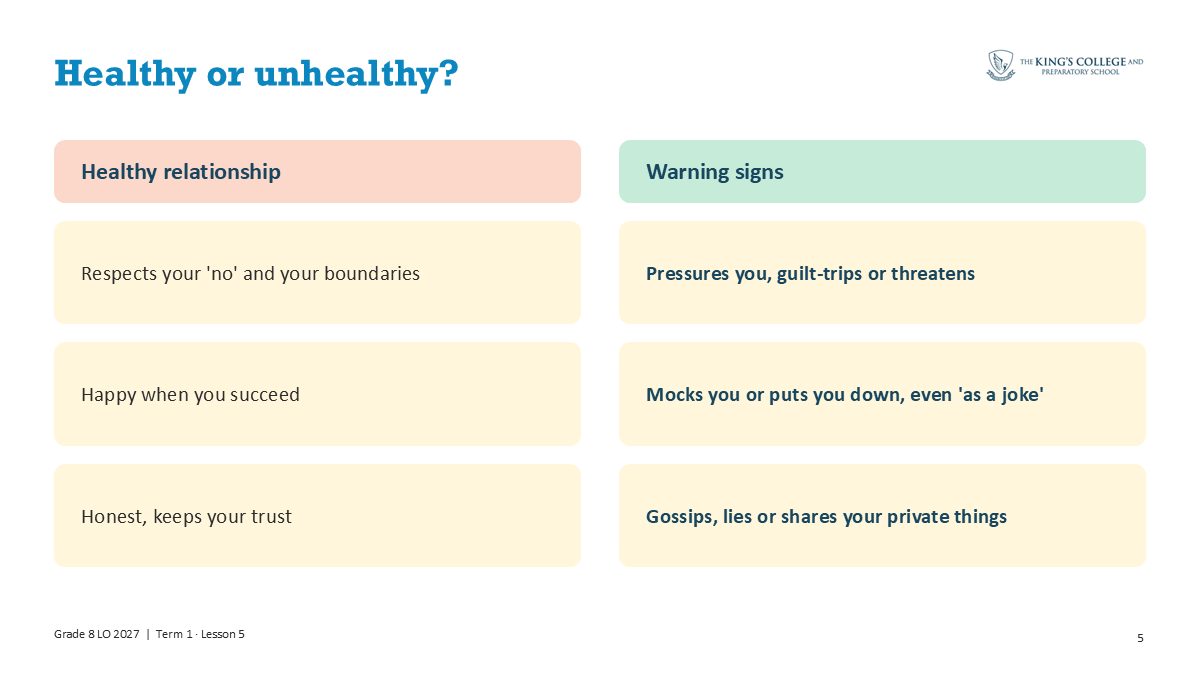 Healthy or unhealthy?
THE KING'S COLLEGE AND
PREPARATORY SCHOOL
Healthy relationship
Warning signs
Respects your 'no' and your boundaries
Pressures you, guilt-trips or threatens
Happy when you succeed
Mocks you or puts you down, even 'as a joke'
Honest, keeps your trust
Gossips, lies or shares your private things
Grade 8 LO 2027 | Term 1 · Lesson 5
5